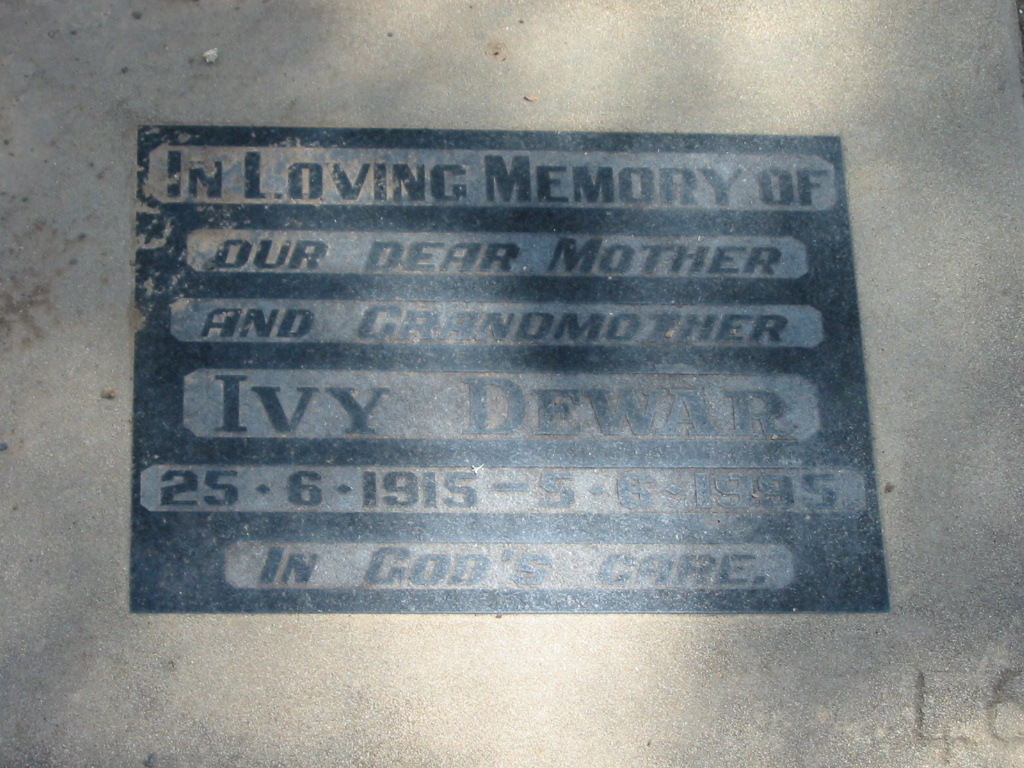 IN LOVING MEMORY OF
OUR DEAR MOTHER
AND GRANDMOTHER
IVY DEWAR
25·6·1915–5·6·1995
IN GOD'S CARE.